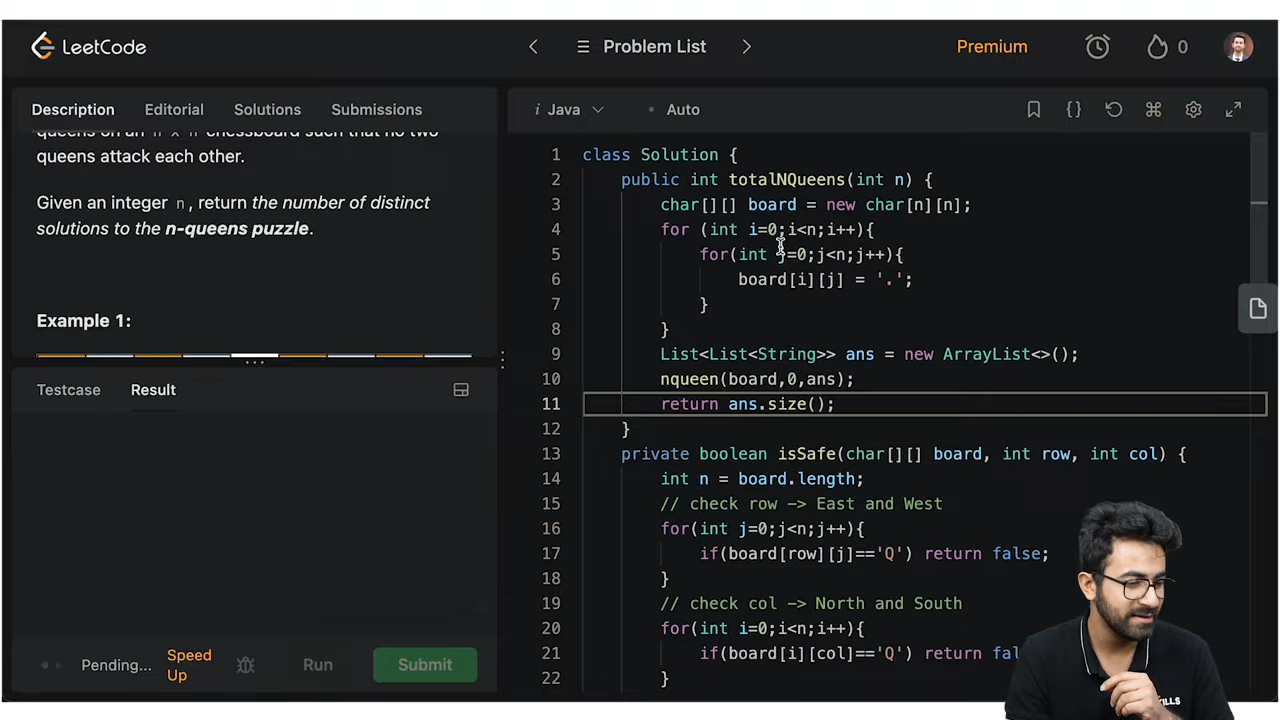 LeetCode
Problem List
Premium
0
Description
Editorial
Solutions
Submissions
queens on an n x n chessboard such that no two
queens attack each other.
Given an integer n, return the number of distinct
solutions to the n-queens puzzle.
Example 1:
Testcase
Result
Pending...
Speed
Up
Run
Submit
i Java
Auto
1 class Solution {
2 public int totalNQueens(int n) {
3 char[][] board = new char[n][n];
4 for (int i=0;i<n;i++){
5 for(int j=0;j<n;j++){
6 board[i][j] = '.';
7 }
8 }
9 List<List<String>> ans = new ArrayList<>();
10 nqueen(board,0,ans);
11 return ans.size();
12 }
13 private boolean isSafe(char[][] board, int row, int col) {
14 int n = board.length;
15 // check row -> East and West
16 for(int j=0;j<n;j++){
17 if(board[row][j]=='Q') return false;
18 }
19 // check col -> North and South
20 for(int i=0;i<n;i++){
21 if(board[i][col]=='Q') return fal
22 }